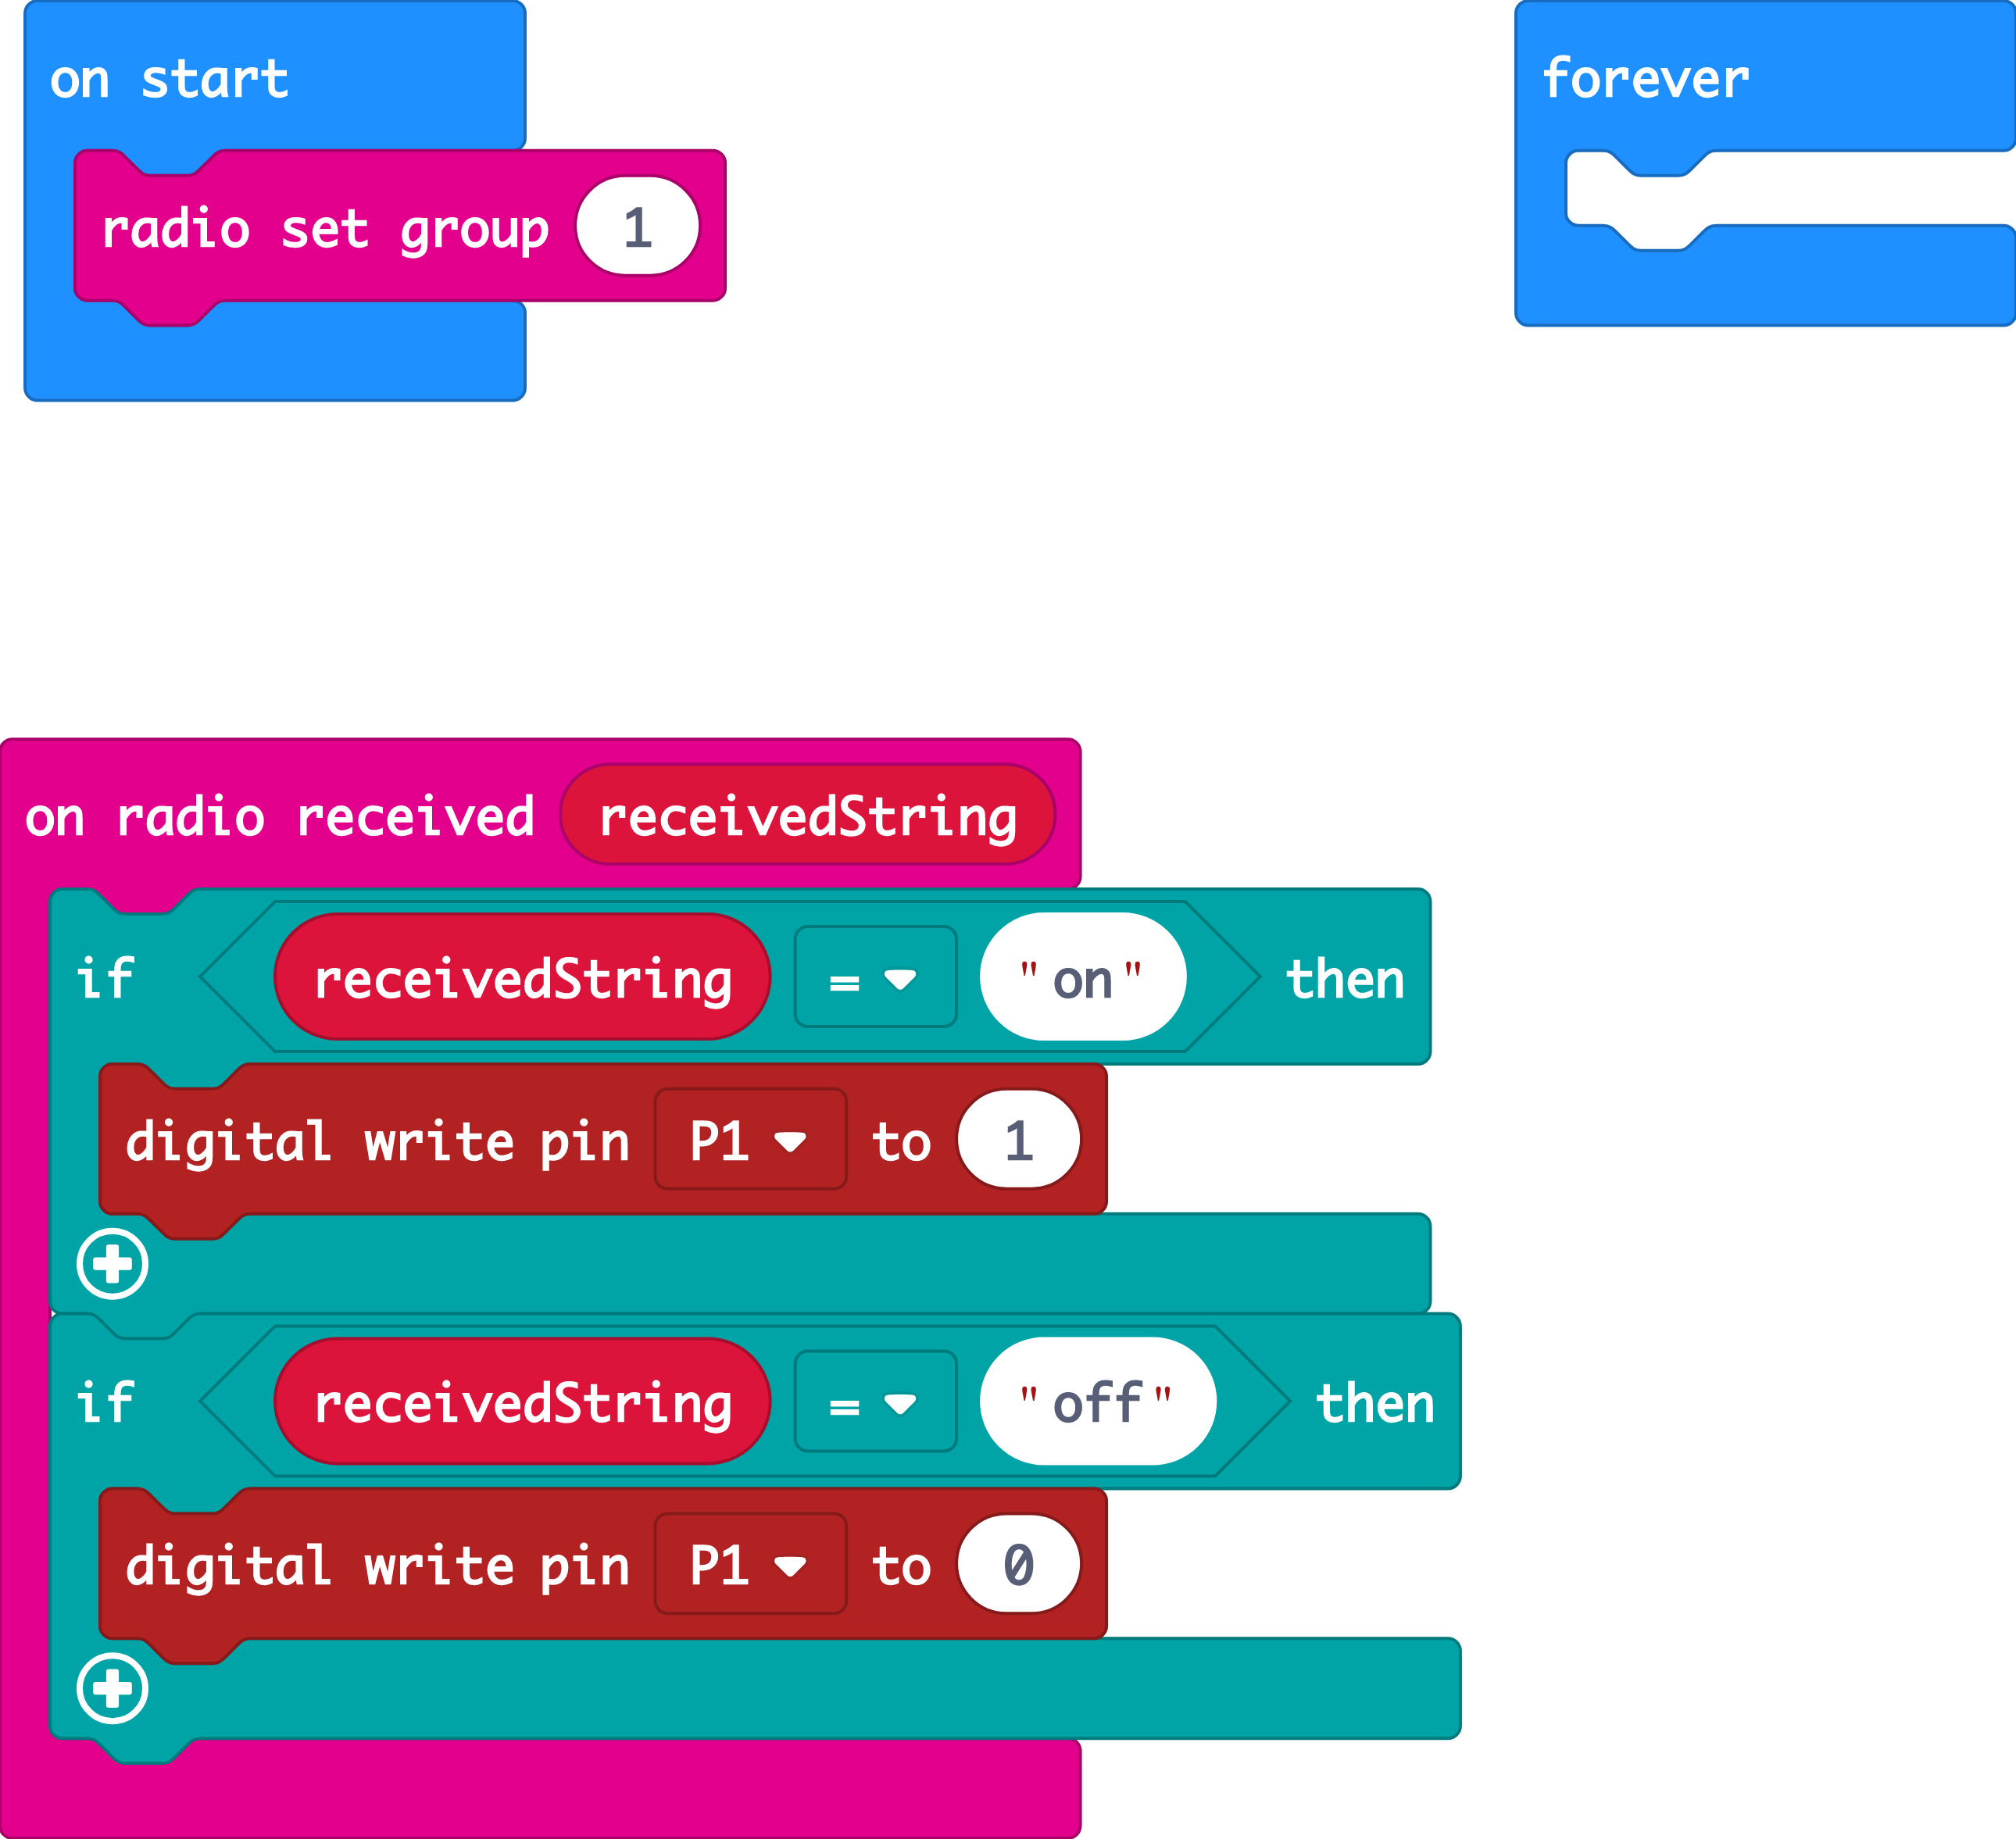 on start
forever
radio set group 1
on radio received receivedString
if receivedString = "on" then
digital write pin P1 to 1
if receivedString = "off" then
digital write pin P1 to 0